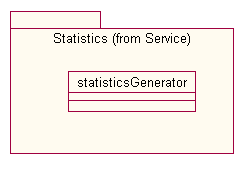 Statistics (from Service)
statisticsGenerator